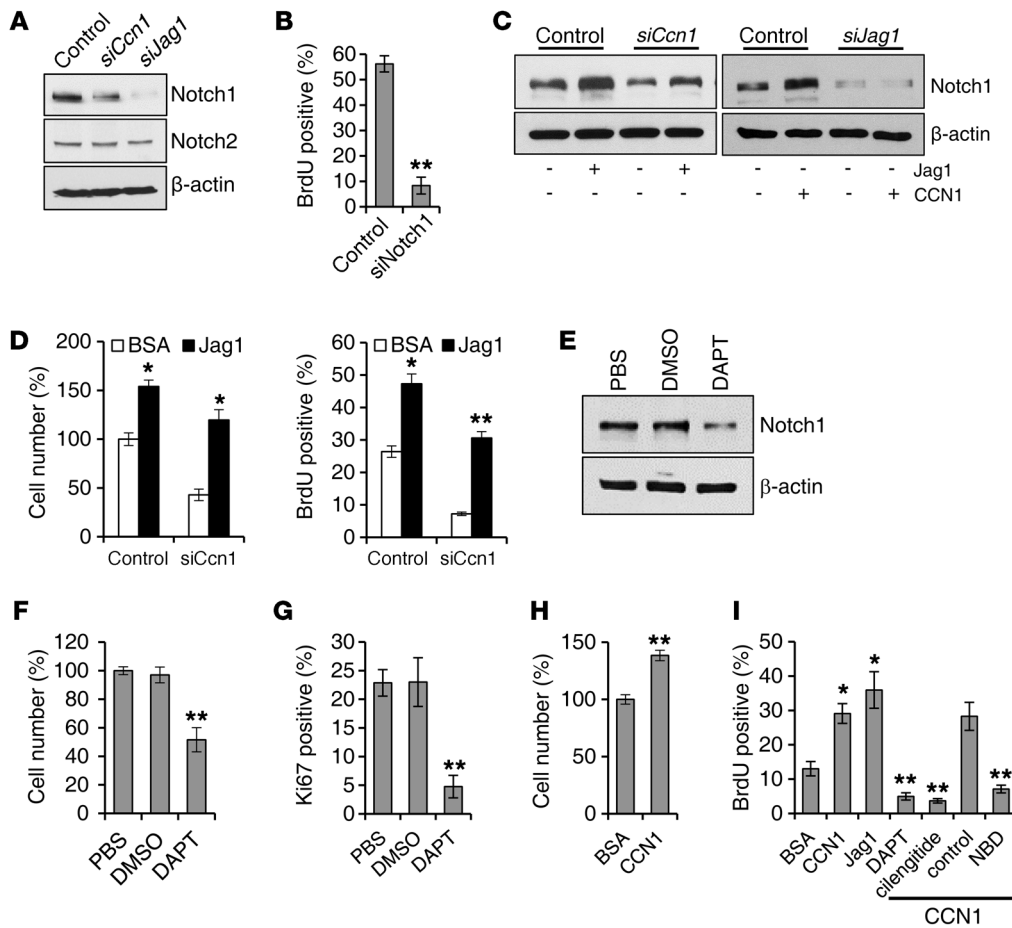 A
Control
siCcn1
siJag1
Notch1
Notch2
β-actin
B
BrdU positive (%)
60
50
40
30
20
10
0
**
Control
siNotch1
C
Control siCcn1 Control siJag1
Notch1
β-actin
- + - + - - - - Jag1
- - - - - + - + CCN1
D
Cell number (%)
200
150
100
50
0
BSA Jag1
*
*
Control siCcn1
BrdU positive (%)
60
50
40
30
20
10
0
BSA Jag1
*
**
Control siCcn1
E
PBS
DMSO
DAPT
Notch1
β-actin
F
Cell number (%)
120
100
80
60
40
20
0
**
PBS
DMSO
DAPT
G
Ki67 positive (%)
30
25
20
15
10
5
0
**
PBS
DMSO
DAPT
H
Cell number (%)
150
100
50
0
**
BSA
CCN1
I
BrdU positive (%)
50
40
30
20
10
0
*
*
**
**
**
BSA
CCN1
Jag1
DAPT
cilengitide
control
NBD
CCN1